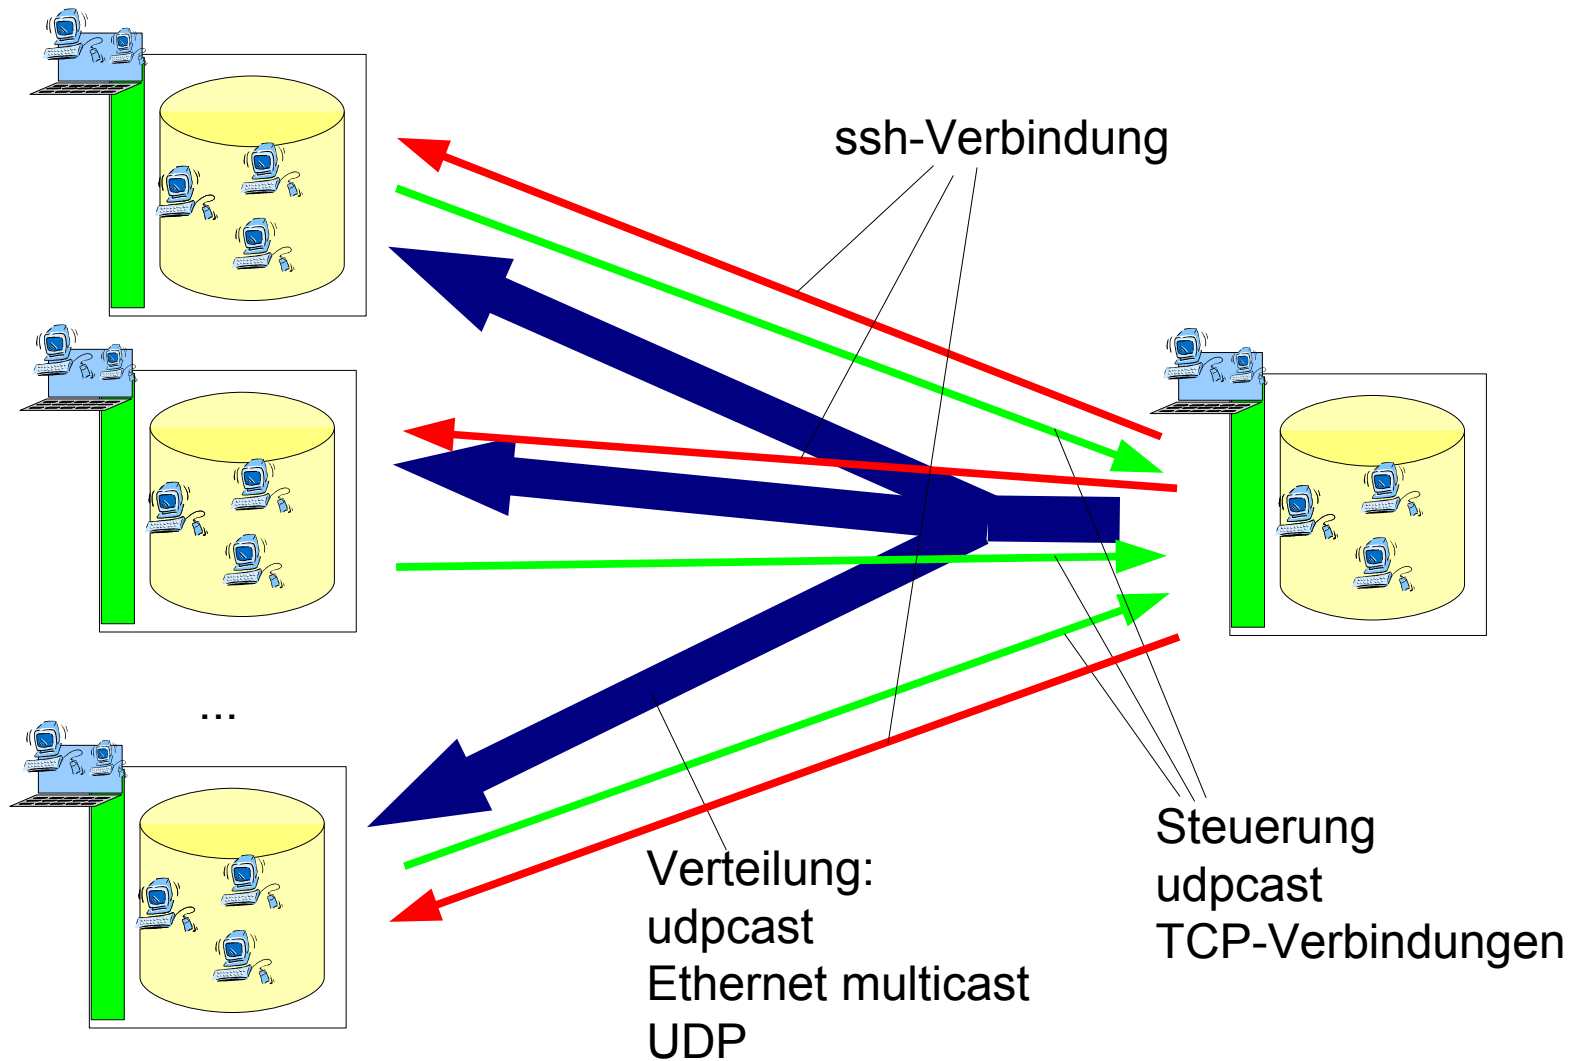 ssh-Verbindung
...
Verteilung:
udpcast
Ethernet multicast
UDP
Steuerung
udpcast
TCP-Verbindungen